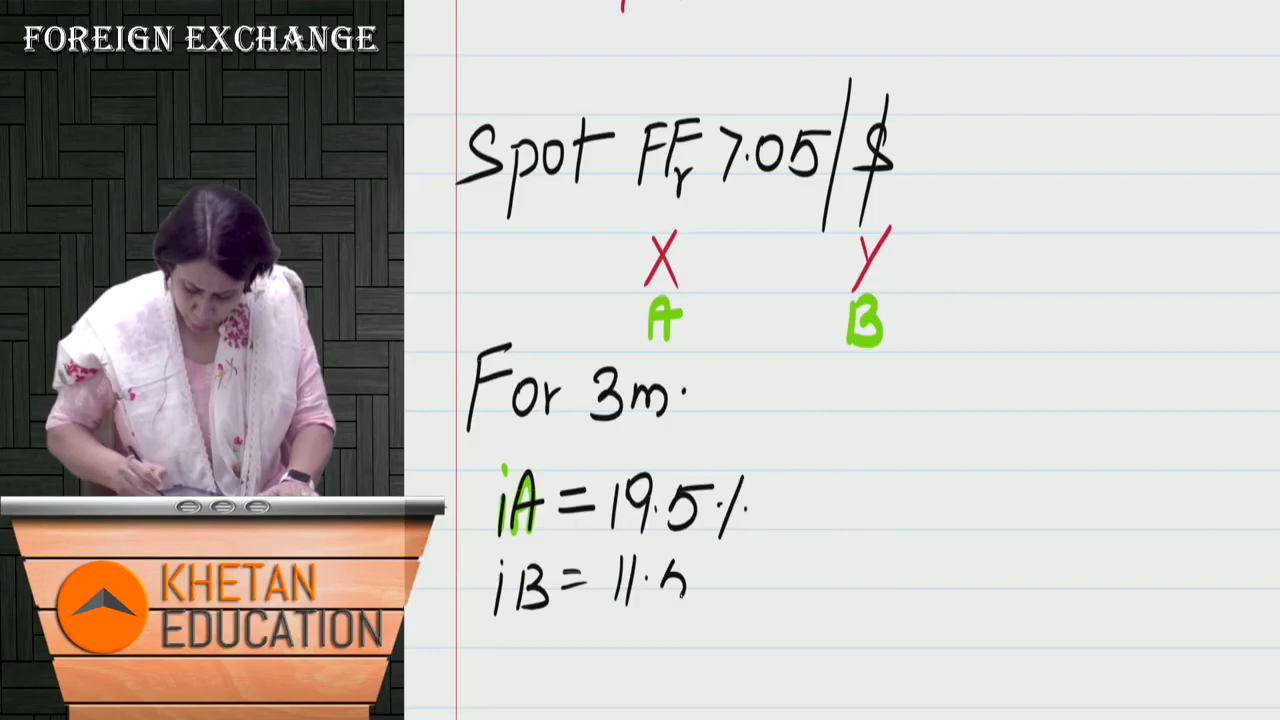 FOREIGN EXCHANGE
Spot FFr 7.05/$
X Y
A B
For 3m.
iA = 19.5%
iB = 11.
KHETAN
EDUCATION